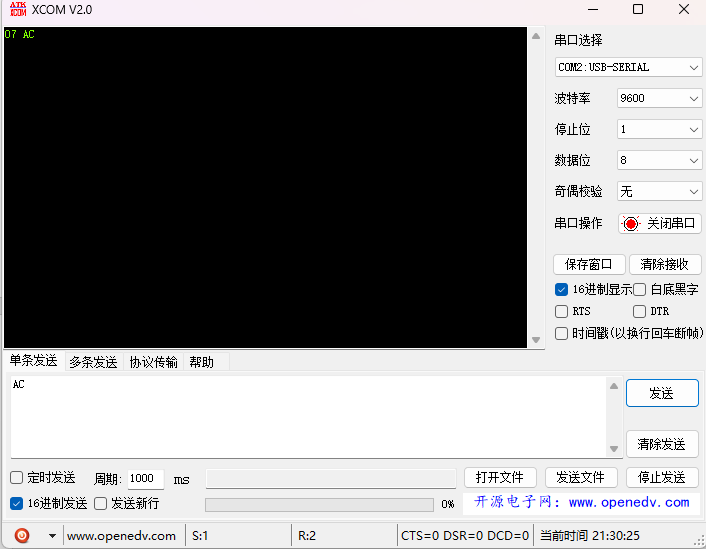 ATK XCOM XCOM V2.0
07 AC
串口选择
COM2:USB-SERIAL
波特率 9600
停止位 1
数据位 8
奇偶校验 无
串口操作 关闭串口
保存窗口 清除接收
16进制显示 白底黑字
RTS DTR
时间戳(以换行回车断帧)
单条发送 多条发送 协议传输 帮助
AC
发送
清除发送
定时发送 周期: 1000 ms 打开文件 发送文件 停止发送
16进制发送 发送新行 0% 开源电子网：www.openedv.com
www.openedv.com S:1 R:2 CTS=0 DSR=0 DCD=0 当前时间 21:30:25